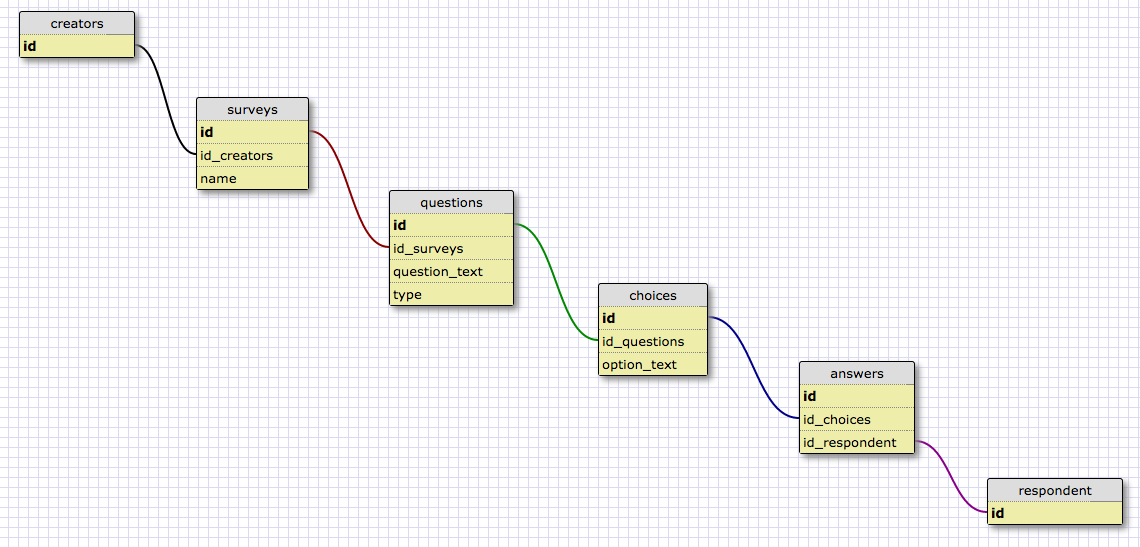 creators
id
surveys
id
id_creators
name
questions
id
id_surveys
question_text
type
choices
id
id_questions
option_text
answers
id
id_choices
id_respondent
respondent
id